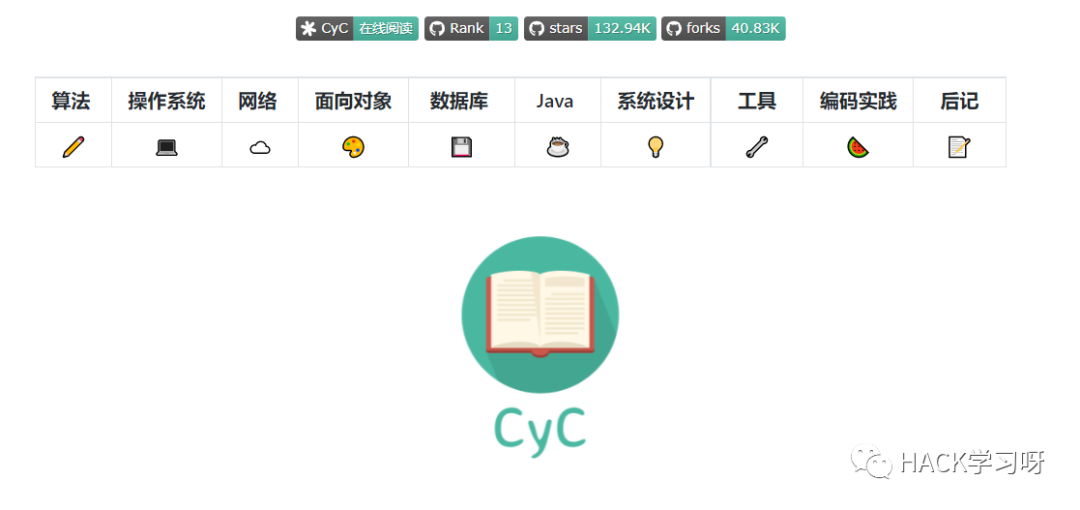 CyC 在线阅读 Rank 13 stars 132.94K forks 40.83K
算法 操作系统 网络 面向对象 数据库 Java 系统设计 工具 编码实践 后记
CyC
HACK学习呀